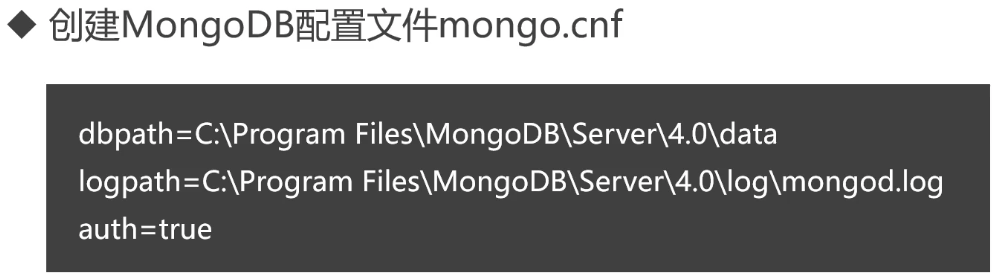 ◆ 创建MongoDB配置文件mongo.cnf
dbpath=C:\Program Files\MongoDB\Server\4.0\data
logpath=C:\Program Files\MongoDB\Server\4.0\log\mongod.log
auth=true